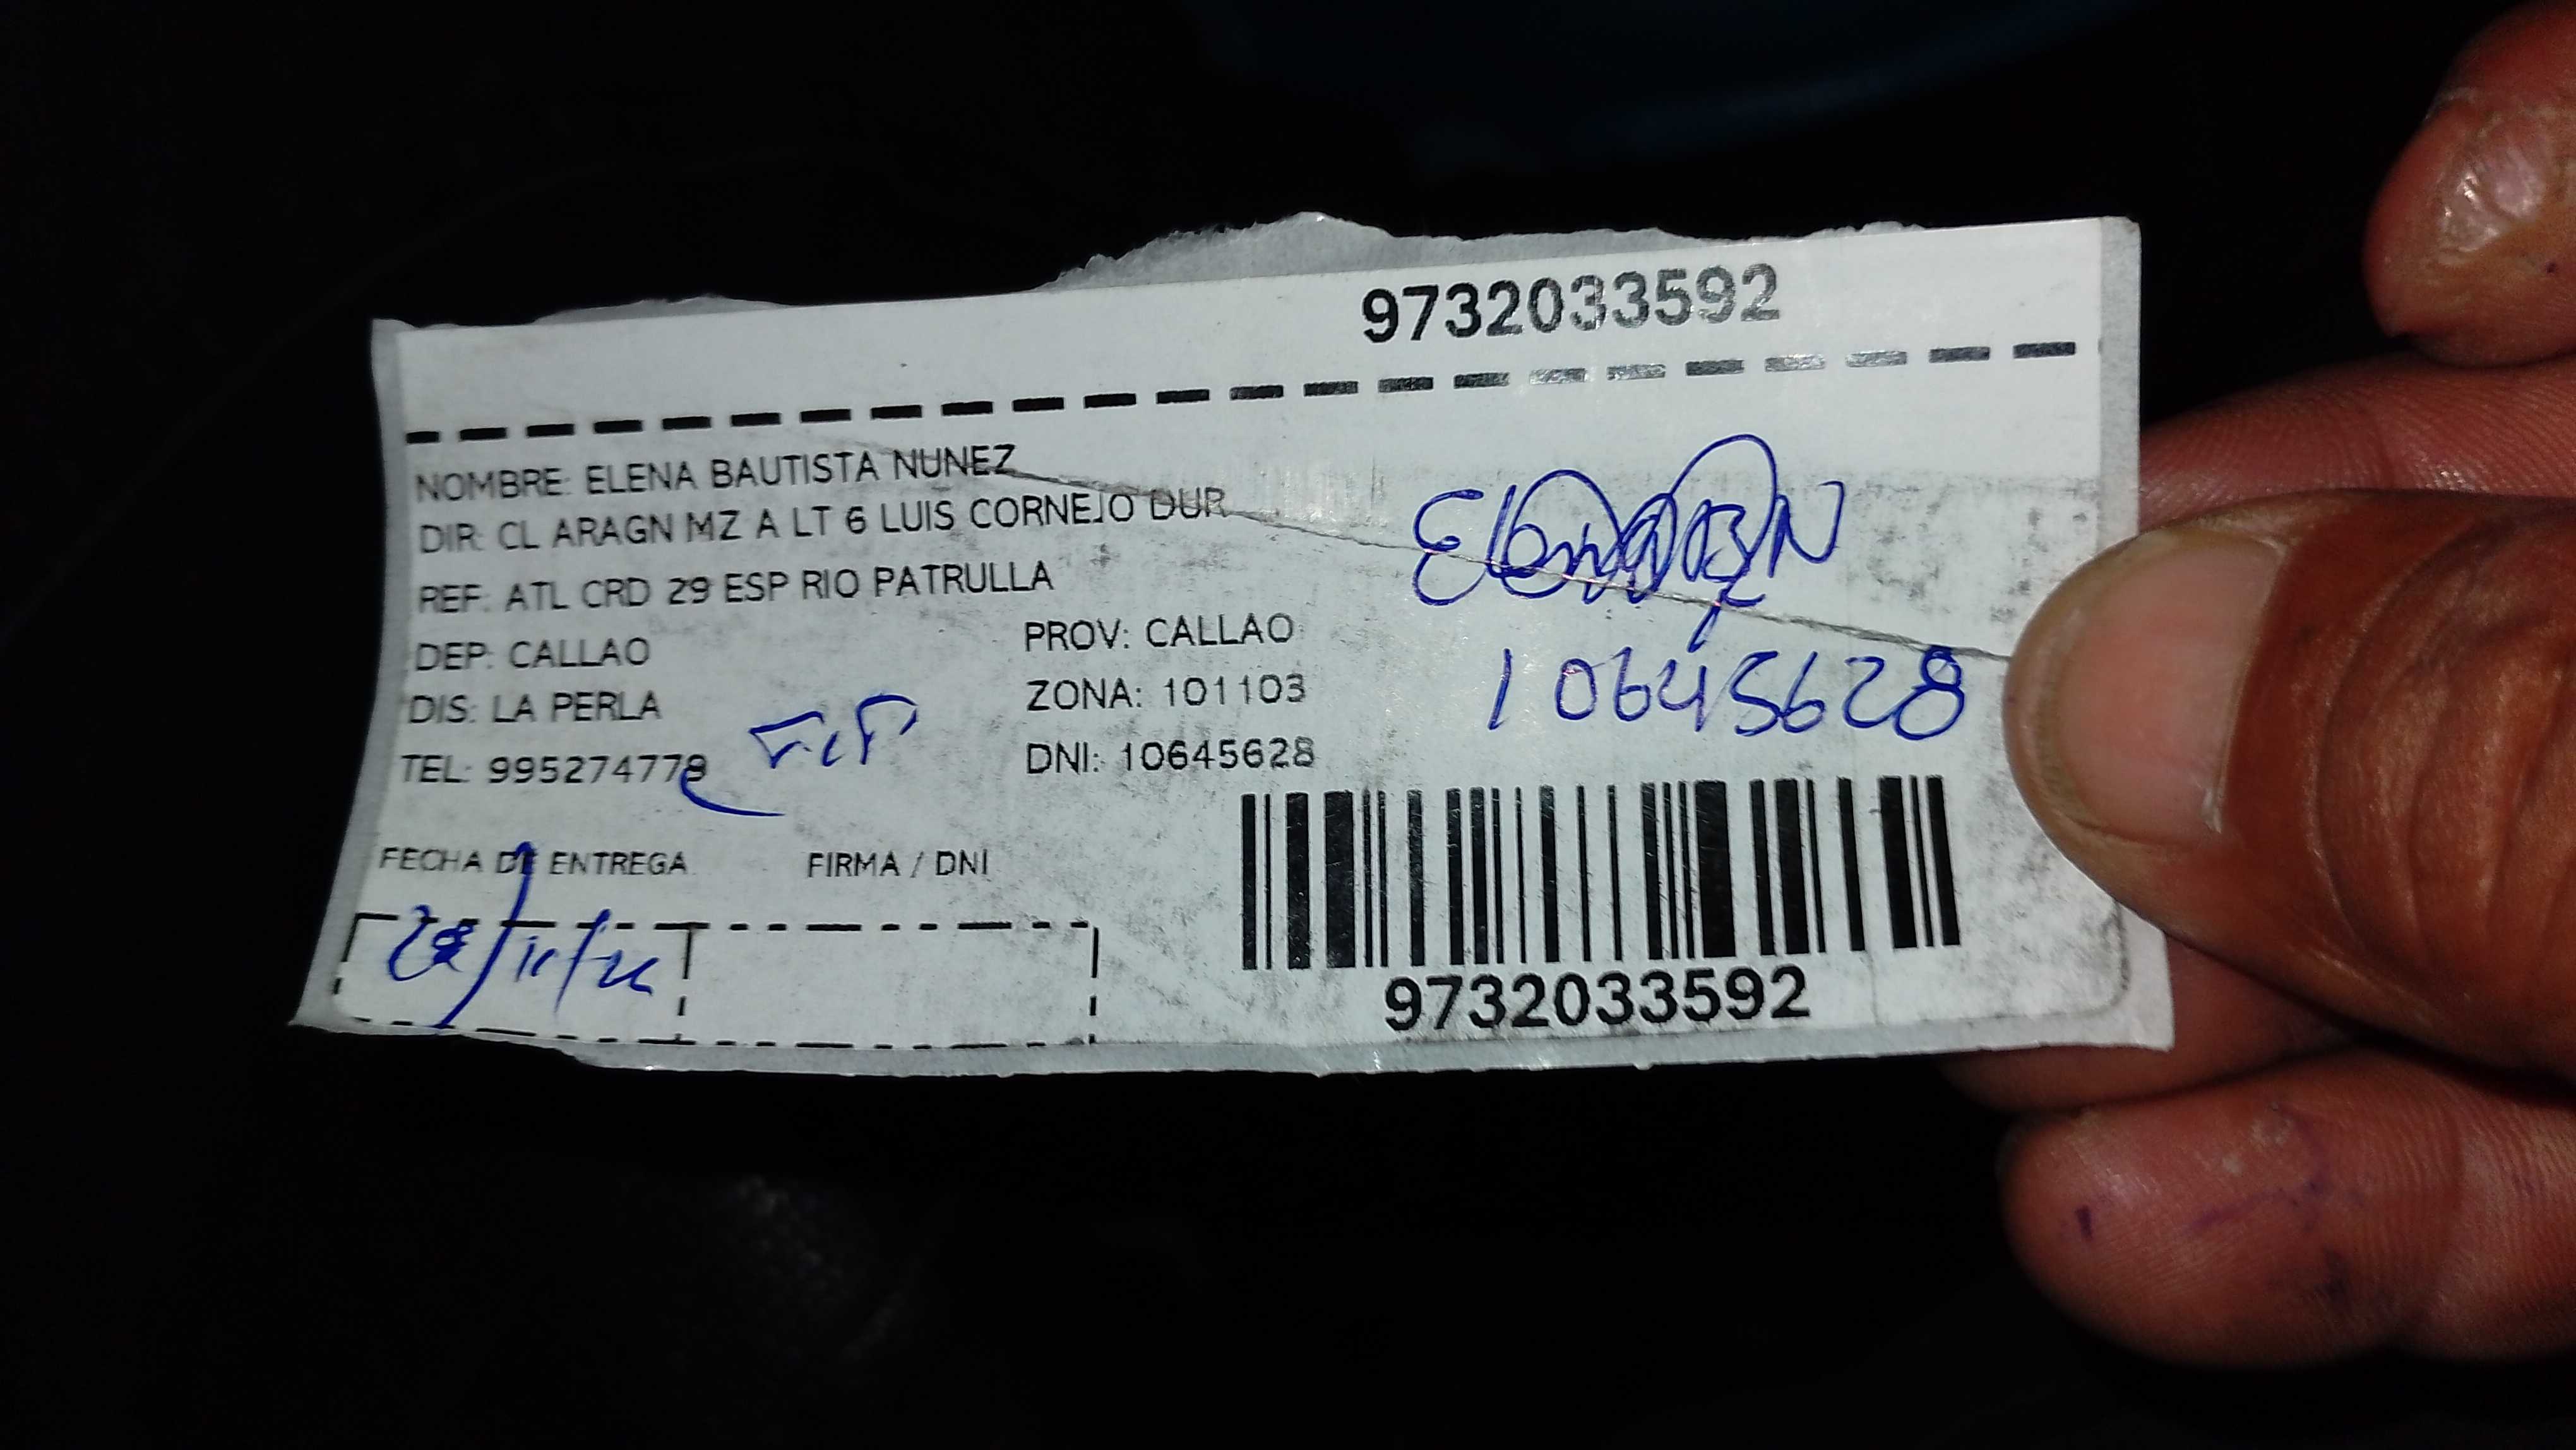 9732033592
NOMBRE: ELENA BAUTISTA NUNEZ
DIR: CL ARAGN MZ A LT 6 LUIS CORNEJO DUR
REF: ATL CRD 29 ESP RIO PATRULLA
DEP: CALLAO
PROV: CALLAO
DIS: LA PERLA
ZONA: 101103
TEL: 995274778
DNI: 10645628
10645628
FECHA DE ENTREGA
FIRMA / DNI
9732033592